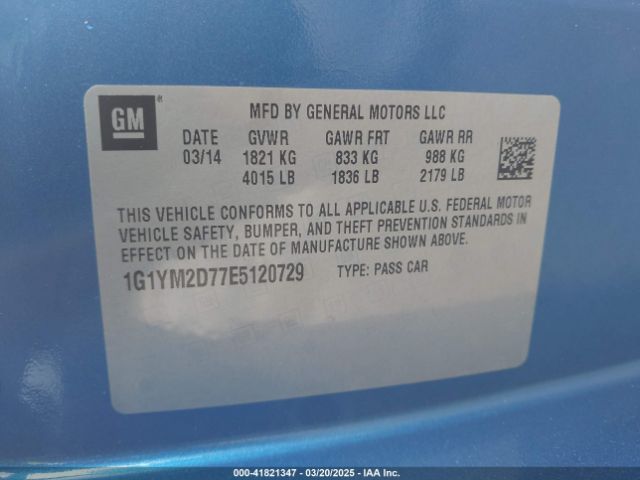 GM
MFD BY GENERAL MOTORS LLC
DATE GVWR GAWR FRT GAWR RR
03/14 1821 KG 833 KG 988 KG
4015 LB 1836 LB 2179 LB
THIS VEHICLE CONFORMS TO ALL APPLICABLE U.S. FEDERAL MOTOR
VEHICLE SAFETY, BUMPER, AND THEFT PREVENTION STANDARDS IN
EFFECT ON THE DATE OF MANUFACTURE SHOWN ABOVE.
1G1YM2D77E5120729 TYPE: PASS CAR
000-41821347 — 03/20/2025 — IAA Inc.